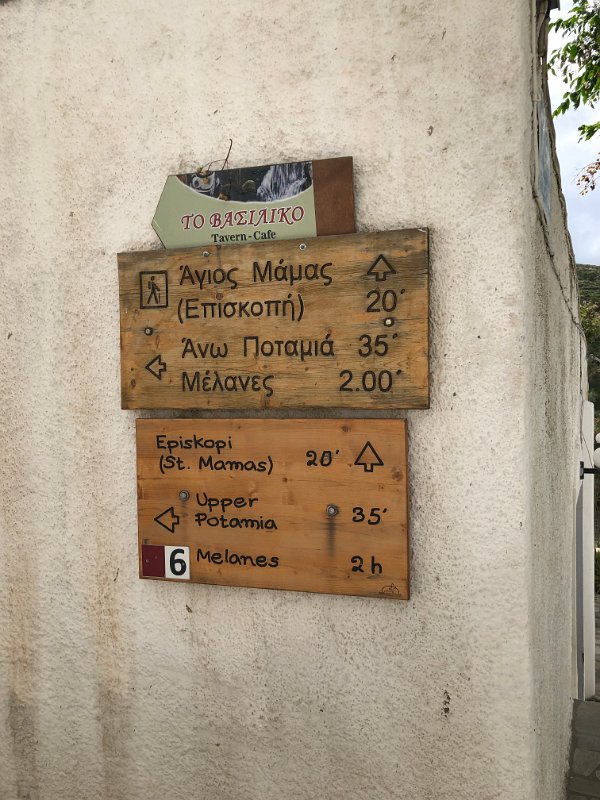 ΤΟ ΒΑΣΙΛΙΚΟ
Tavern - Cafe
Άγιος Μάμας
(Επισκοπή) 20΄
Άνω Ποταμιά 35΄
Μέλανες 2.00΄
Episkopi
(St. Mamas) 20′
Upper
Potamia 35′
6 Melanes 2h